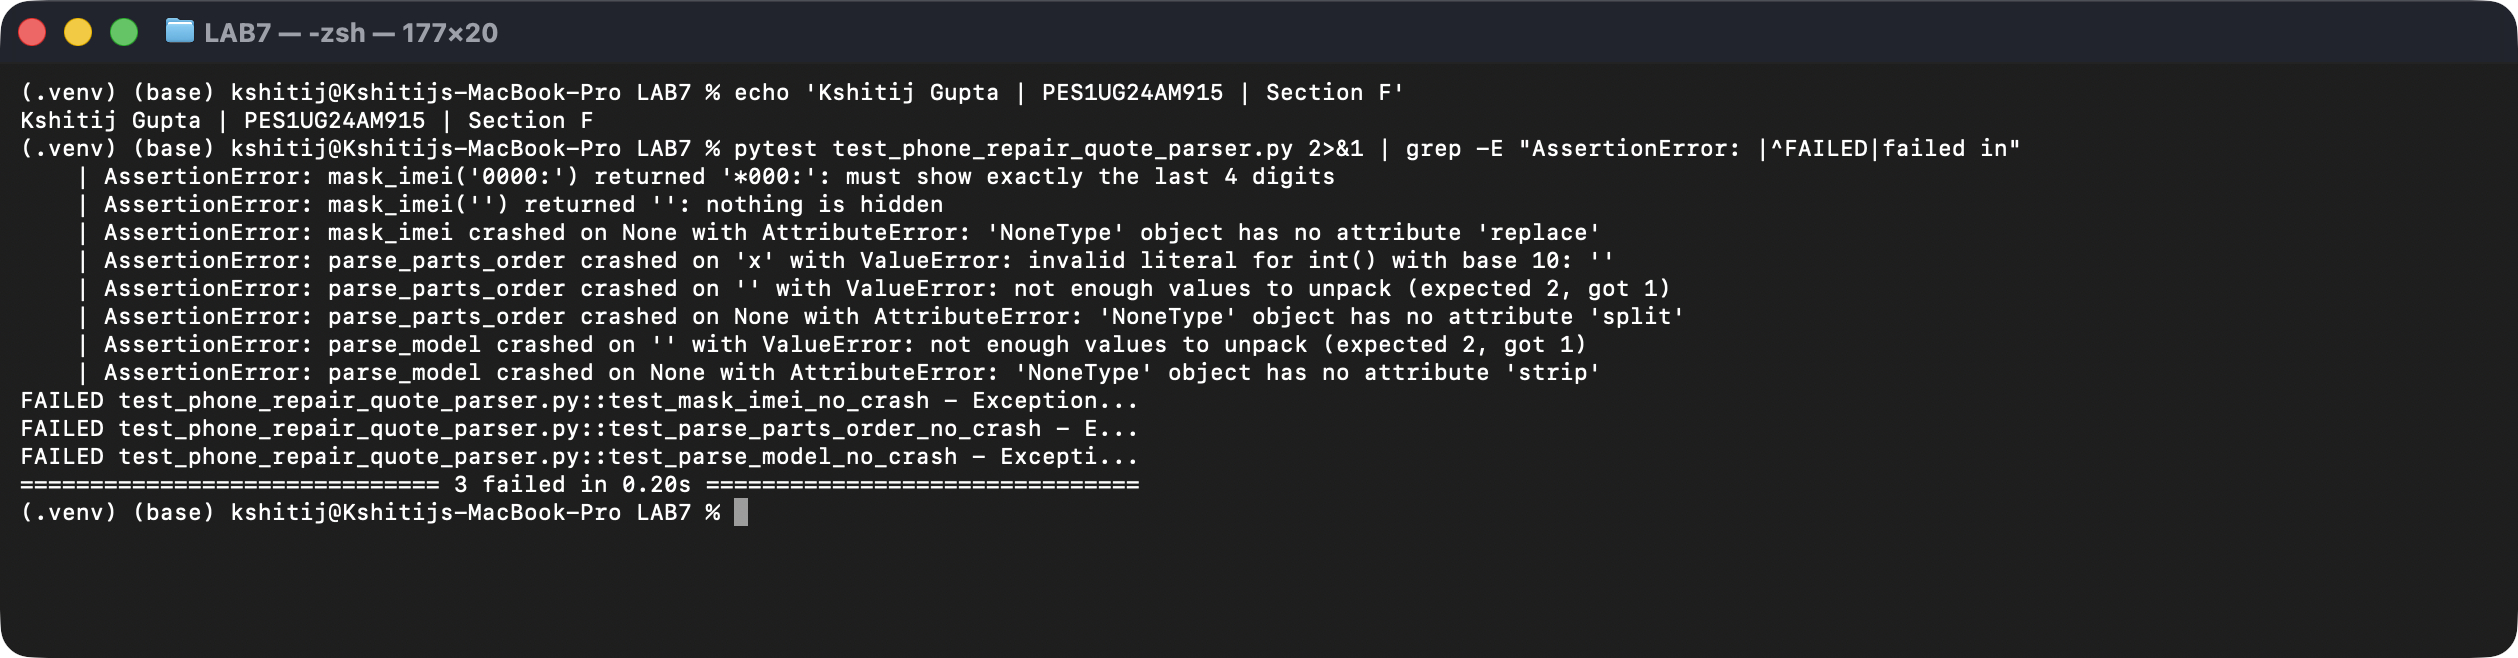 LAB7 — -zsh — 177×20
(.venv) (base) kshitij@Kshitijs-MacBook-Pro LAB7 % echo 'Kshitij Gupta | PES1UG24AM915 | Section F'
Kshitij Gupta | PES1UG24AM915 | Section F
(.venv) (base) kshitij@Kshitijs-MacBook-Pro LAB7 % pytest test_phone_repair_quote_parser.py 2>&1 | grep -E "AssertionError: |^FAILED|failed in"
    | AssertionError: mask_imei('0000:') returned '*000:': must show exactly the last 4 digits
    | AssertionError: mask_imei('') returned '': nothing is hidden
    | AssertionError: mask_imei crashed on None with AttributeError: 'NoneType' object has no attribute 'replace'
    | AssertionError: parse_parts_order crashed on 'x' with ValueError: invalid literal for int() with base 10: ''
    | AssertionError: parse_parts_order crashed on '' with ValueError: not enough values to unpack (expected 2, got 1)
    | AssertionError: parse_parts_order crashed on None with AttributeError: 'NoneType' object has no attribute 'split'
    | AssertionError: parse_model crashed on '' with ValueError: not enough values to unpack (expected 2, got 1)
    | AssertionError: parse_model crashed on None with AttributeError: 'NoneType' object has no attribute 'strip'
FAILED test_phone_repair_quote_parser.py::test_mask_imei_no_crash - Exception...
FAILED test_phone_repair_quote_parser.py::test_parse_parts_order_no_crash - E...
FAILED test_phone_repair_quote_parser.py::test_parse_model_no_crash - Excepti...
============================== 3 failed in 0.20s ===============================
(.venv) (base) kshitij@Kshitijs-MacBook-Pro LAB7 %